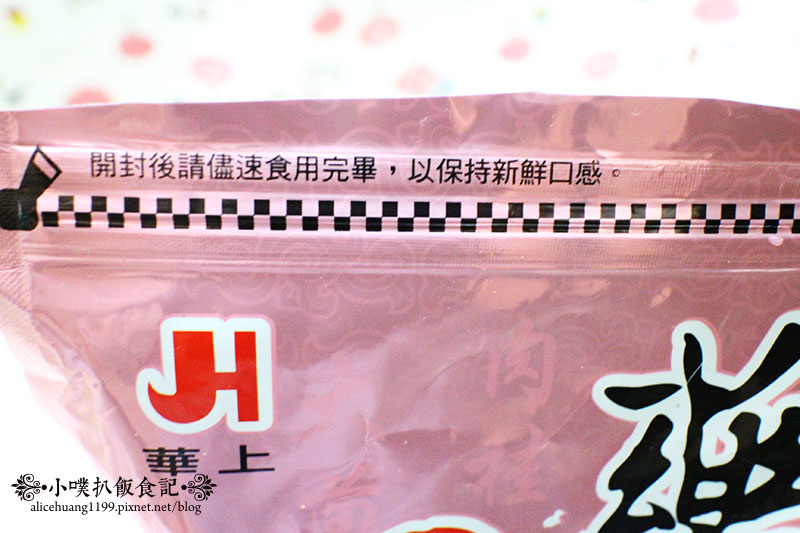 開封後請儘速食用完畢，以保持新鮮口感。
JH
華上
小噗扒飯食記
alicehuang1199.pixnet.net/blog